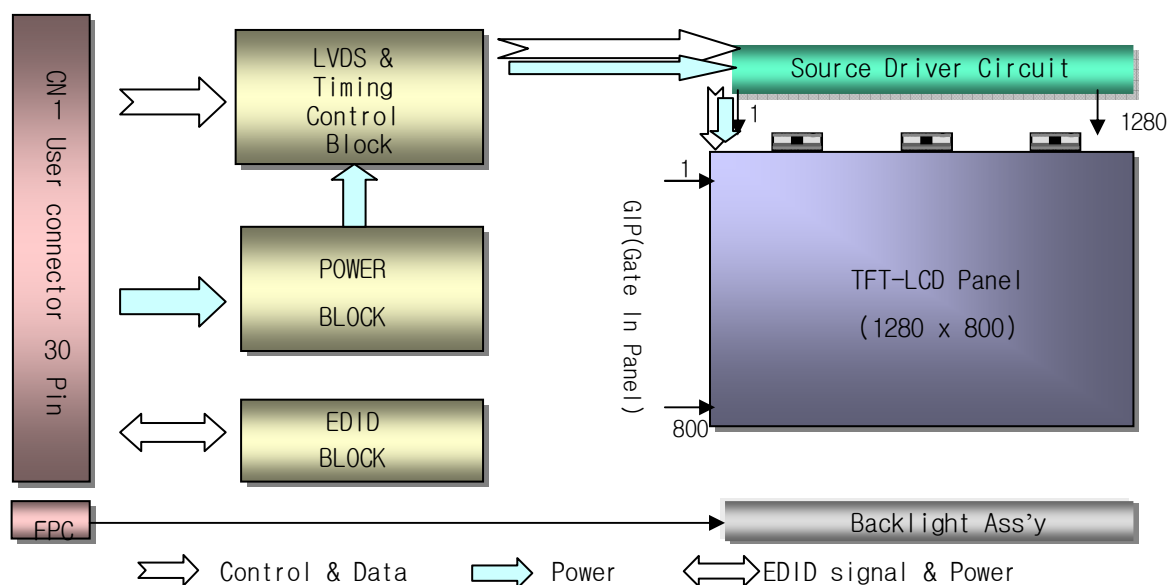 CN-1 User connector 30 Pin
LVDS &
Timing
Control
Block
Source Driver Circuit
1
1280
1
GIP(Gate In Panel)
800
TFT-LCD Panel
(1280 x 800)
POWER
BLOCK
EDID
BLOCK
FPC
Backlight Ass'y
Control & Data
Power
EDID signal & Power